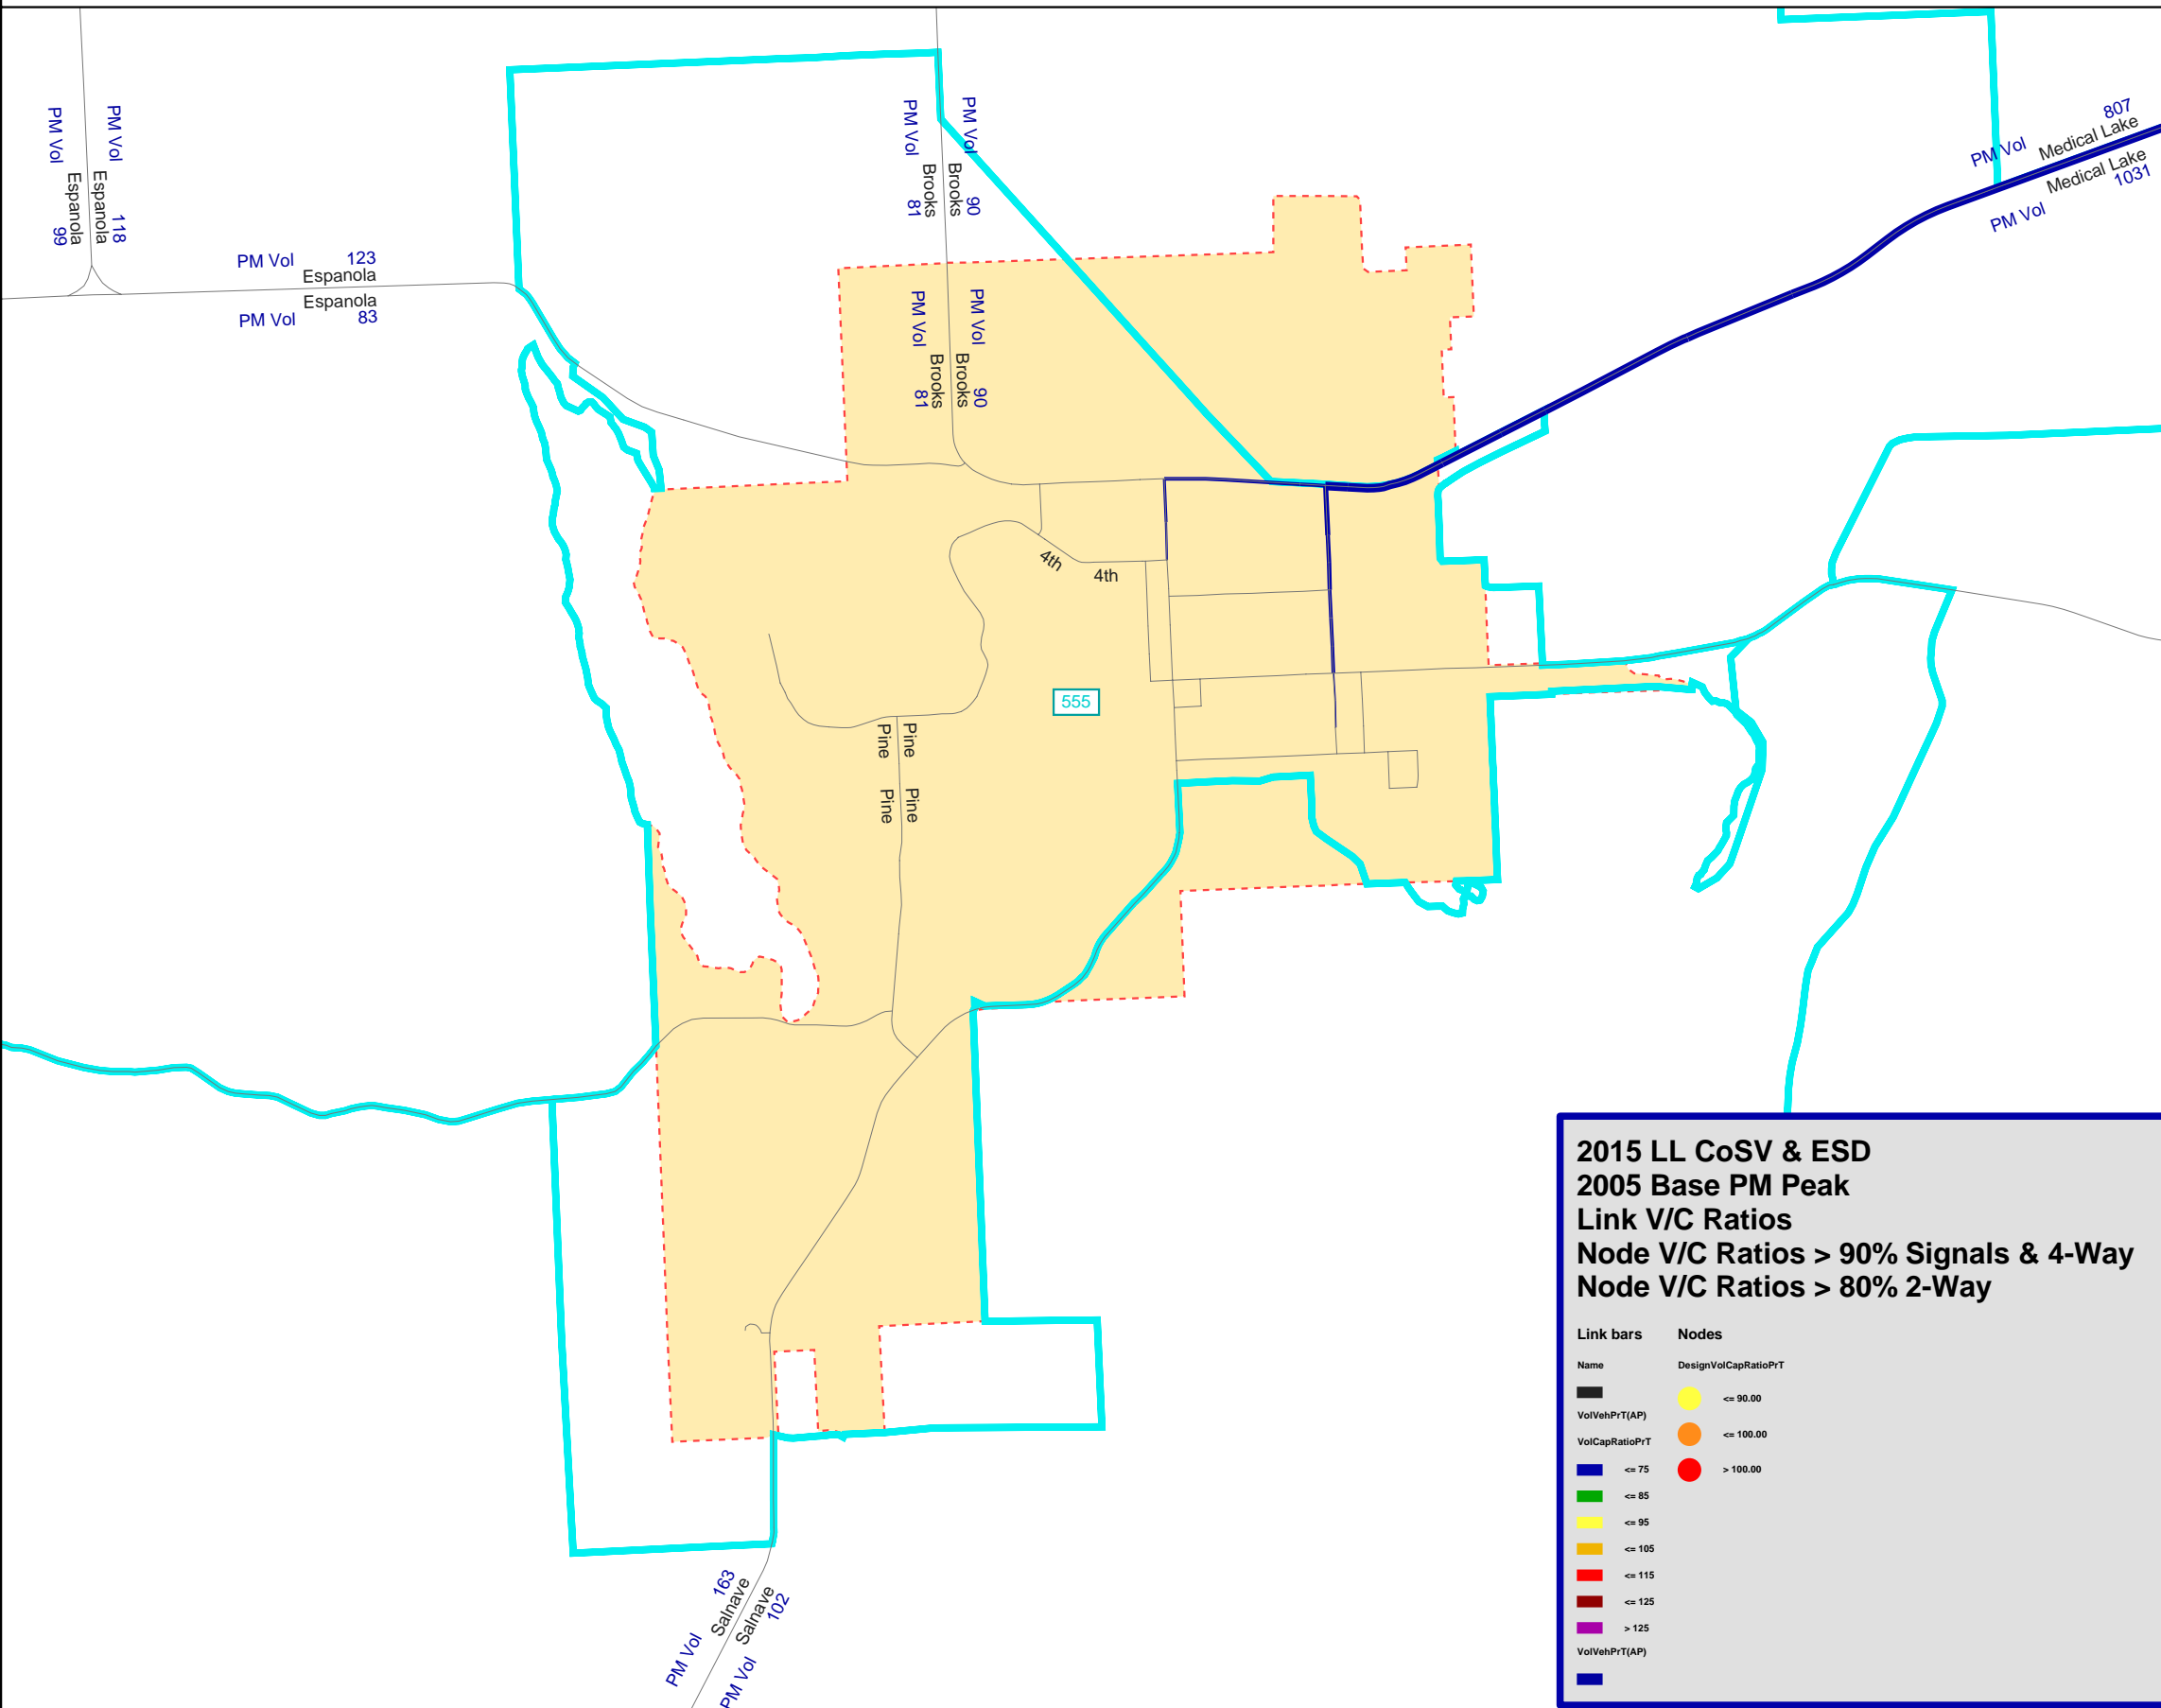 PM Vol Espanola 99
PM Vol Espanola 118
PM Vol 123
Espanola
Espanola
PM Vol 83
PM Vol Brooks 81
PM Vol Brooks 90
PM Vol Brooks 81
PM Vol Brooks 90
807
PM Vol Medical Lake
Medical Lake
PM Vol 1031
4th
4th
555
Pine
Pine
Pine
Pine
163
PM Vol Salnave
Salnave
PM Vol 102
2015 LL CoSV & ESD
2005 Base PM Peak
Link V/C Ratios
Node V/C Ratios > 90% Signals & 4-Way
Node V/C Ratios > 80% 2-Way
Link bars
Name
VolVehPrT(AP)
VolCapRatioPrT
<= 75
<= 85
<= 95
<= 105
<= 115
<= 125
> 125
VolVehPrT(AP)
Nodes
DesignVolCapRatioPrT
<= 90.00
<= 100.00
> 100.00